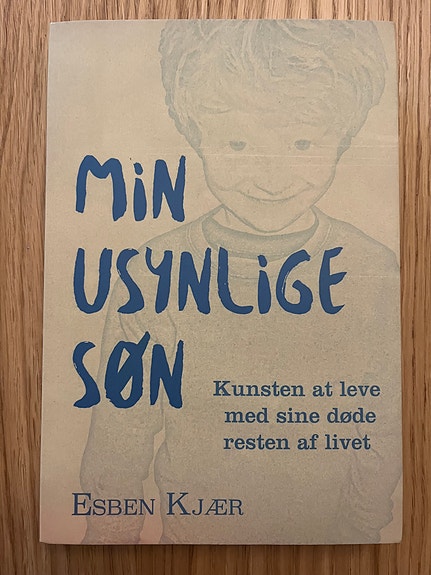 MiN
USYNLiGE
SØN
Kunsten at leve
med sine døde
resten af livet
ESBEN KJÆR